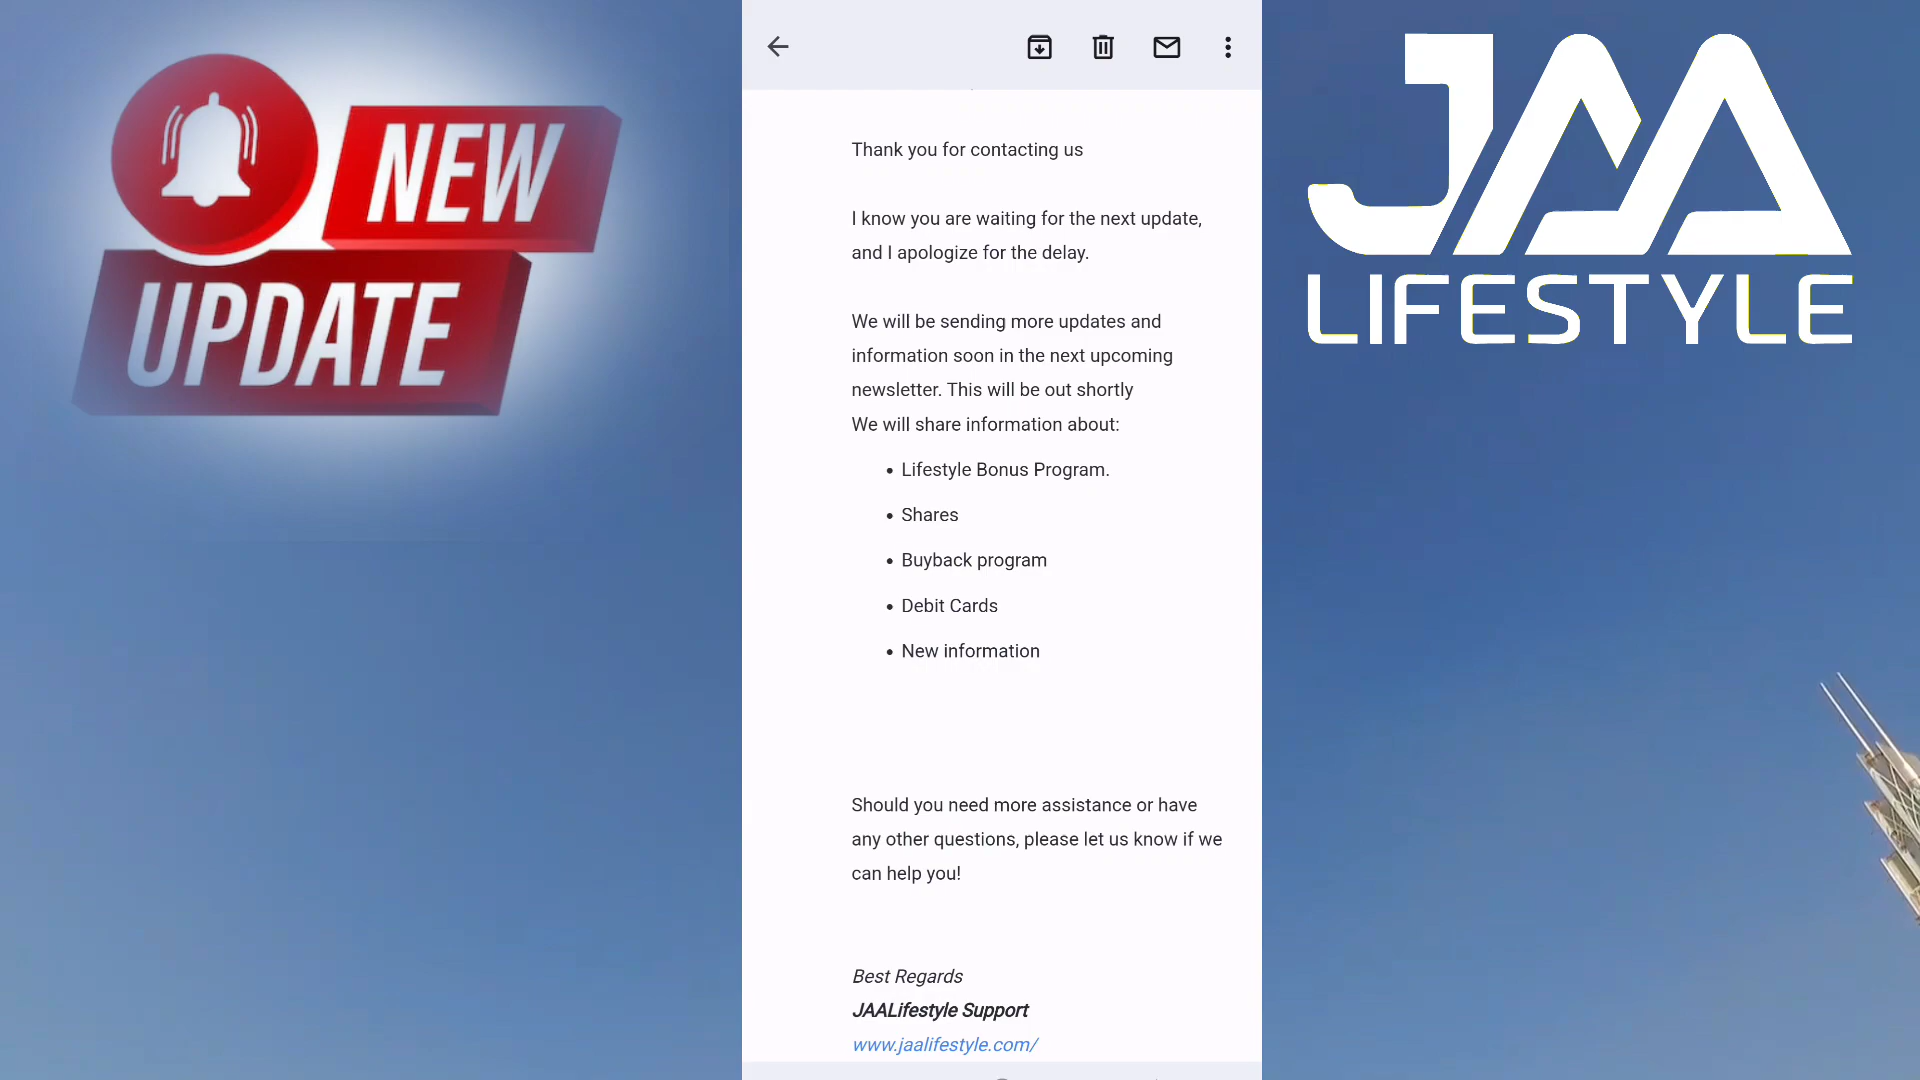 NEW
UPDATE
Thank you for contacting us
I know you are waiting for the next update,
and I apologize for the delay.
We will be sending more updates and
information soon in the next upcoming
newsletter. This will be out shortly
We will share information about:
• Lifestyle Bonus Program.
• Shares
• Buyback program
• Debit Cards
• New information
Should you need more assistance or have
any other questions, please let us know if we
can help you!
Best Regards
JAALifestyle Support
www.jaalifestyle.com/
JAA
LIFESTYLE